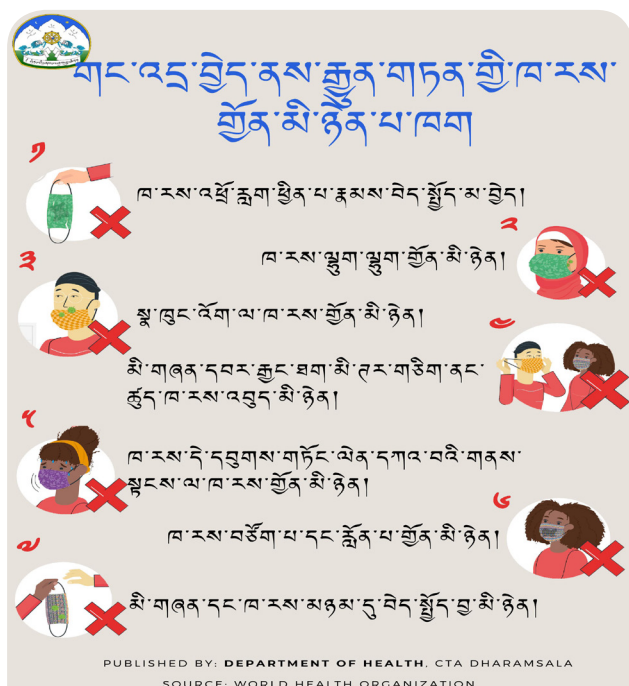 གང་འདྲ་བྱེད་ནས་རྒྱུན་གཏན་གྱི་ཁ་རས་
གྱོན་མི་ཉེན་པ་ཁག
༡
ཁ་རས་འཕྲོ་རླག་ཕྱིན་པ་རྣམས་བེད་སྤྱོད་མ་བྱེད།
༢
ཁ་རས་ལྷུག་ལྷུག་གྱོན་མི་ཉེན།
༣
སྣ་ཁུང་འོག་ལ་ཁ་རས་གྱོན་མི་ཉེན།
༤
མི་གཞན་དབར་རྒྱང་ཐག་མི་ཊར་གཅིག་ནང་
ཚུད་ཁ་རས་འབུད་མི་ཉེན།
༥
ཁ་རས་དེ་དབུགས་གཏོང་ལེན་དཀའ་བའི་གནས་
སྟངས་ལ་ཁ་རས་གྱོན་མི་ཉེན།
༦
ཁ་རས་བཙོག་པ་དང་རློན་པ་གྱོན་མི་ཉེན།
༧
མི་གཞན་དང་ཁ་རས་མཉམ་དུ་བེད་སྤྱོད་བྱ་མི་ཉེན།
PUBLISHED BY: DEPARTMENT OF HEALTH, CTA DHARAMSALA
SOURCE: WORLD HEALTH ORGANIZATION